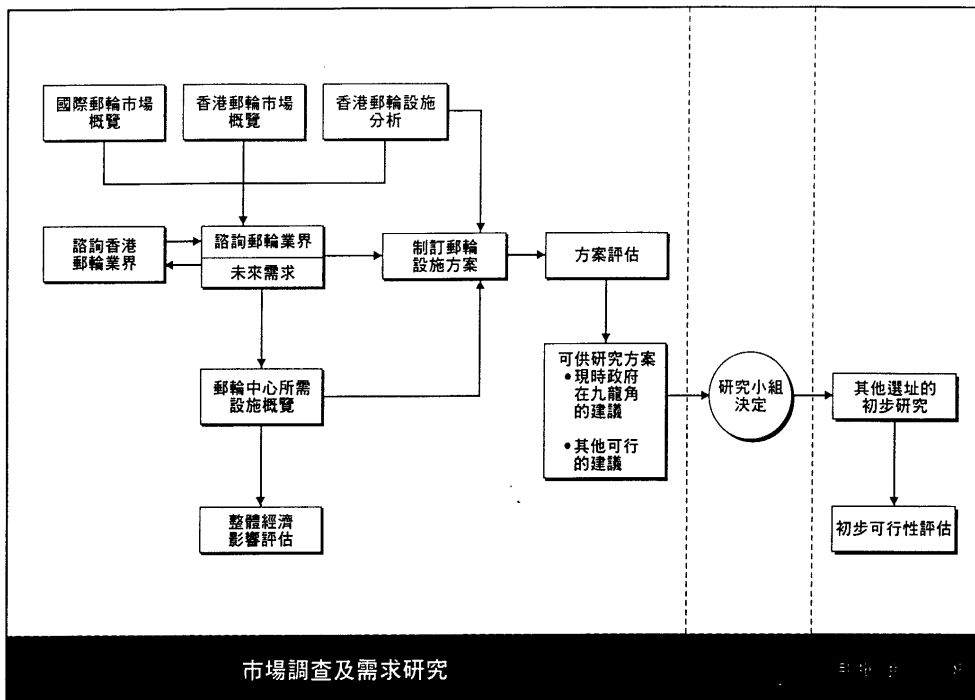 國際郵輪市場
概覽
香港郵輪市場
概覽
香港郵輪設施
分析
諮詢香港
郵輪業界
諮詢郵輪業界
未來需求
制訂郵輪
設施方案
方案評估
郵輪中心所需
設施概覽
可供研究方案
•現時政府
在九龍角
的建議
•其他可行
的建議
研究小組
決定
其他選址的
初步研究
整體經濟
影響評估
初步可行性評估
市場調查及需求研究